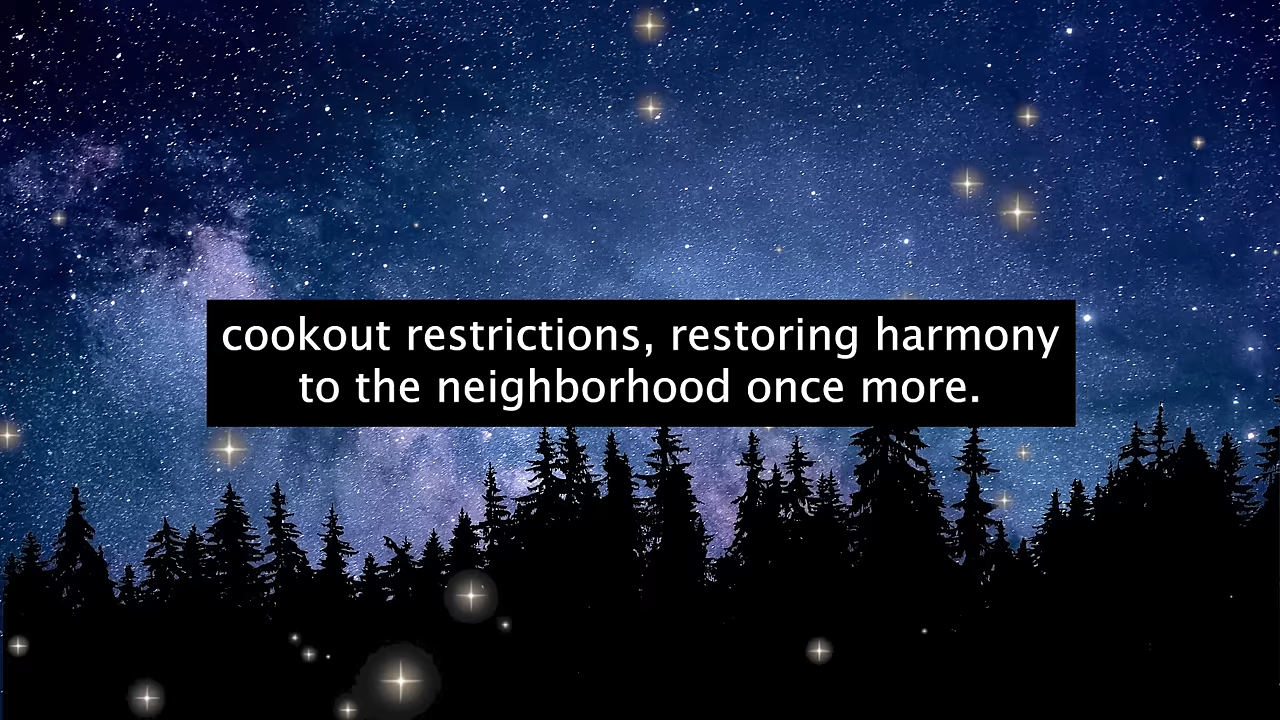 cookout restrictions, restoring harmony
to the neighborhood once more.